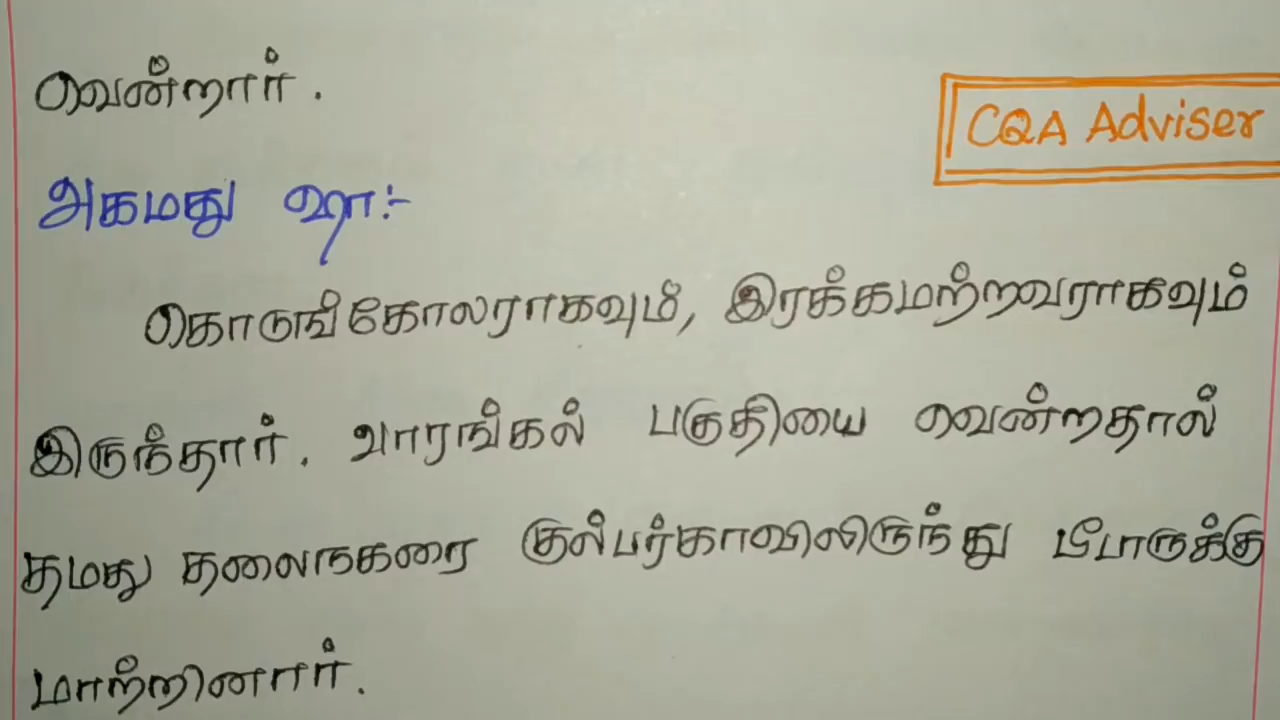 வென்றார்.
CQA Adviser
அகமது ஷா:-
கொடுங்கோலராகவும், இரக்கமற்றவராகவும்
இருந்தார். வாரங்கல் பகுதியை வென்றதால்
தமது தலைநகரை குல்பர்காவிலிருந்து பீபாருக்கு
மாற்றினார்.